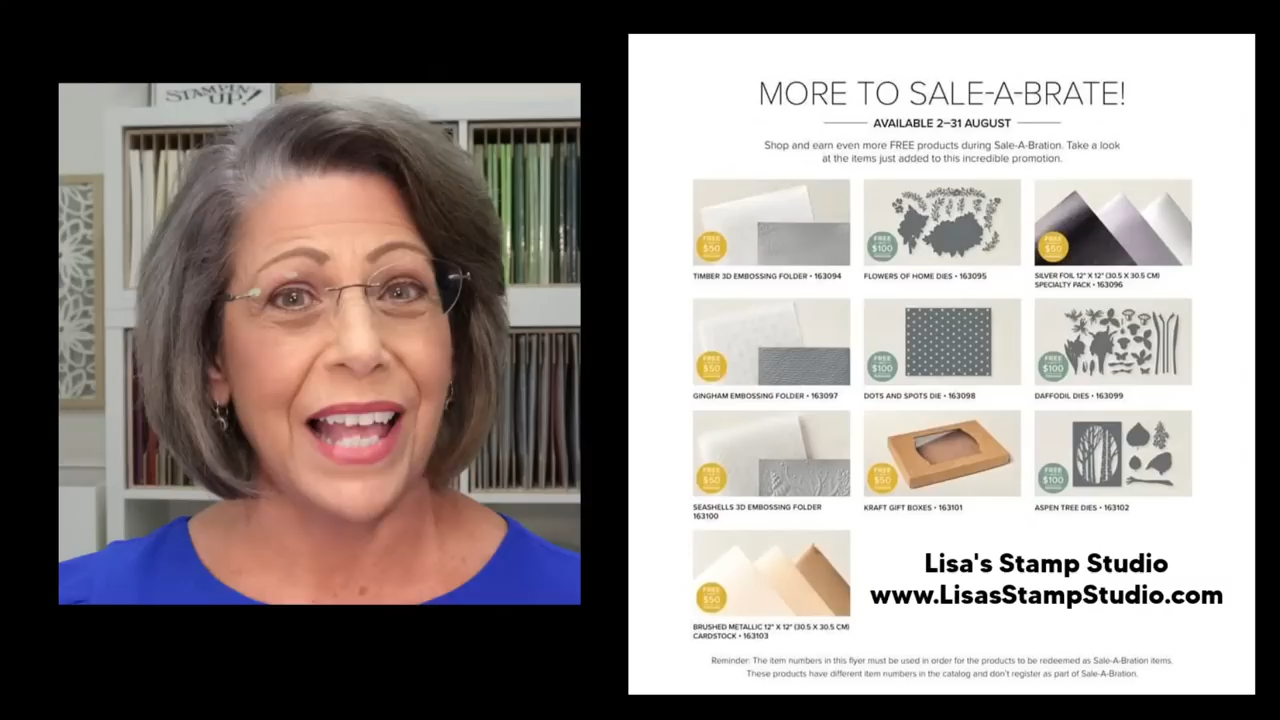 STAMPIN'
UP!
MORE TO SALE-A-BRATE!
AVAILABLE 2–31 AUGUST
Shop and earn even more FREE products during Sale-A-Bration. Take a look
at the items just added to this incredible promotion.
FREE
$50
FREE
$100
FREE
$50
TIMBER 3D EMBOSSING FOLDER • 163094
FLOWERS OF HOME DIES • 163095
SILVER FOIL 12" X 12" (30.5 X 30.5 CM)
SPECIALTY PACK • 163096
FREE
$50
FREE
$100
FREE
$100
GINGHAM EMBOSSING FOLDER • 163097
DOTS AND SPOTS DIE • 163098
DAFFODIL DIES • 163099
FREE
$50
FREE
$50
FREE
$100
SEASHELLS 3D EMBOSSING FOLDER
163100
KRAFT GIFT BOXES • 163101
ASPEN TREE DIES • 163102
FREE
$50
Lisa's Stamp Studio
www.LisasStampStudio.com
BRUSHED METALLIC 12" X 12" (30.5 X 30.5 CM)
CARDSTOCK • 163103
Reminder: The item numbers in this flyer must be used in order for the products to be redeemed as Sale-A-Bration items.
These products have different item numbers in the catalog and don't register as part of Sale-A-Bration.